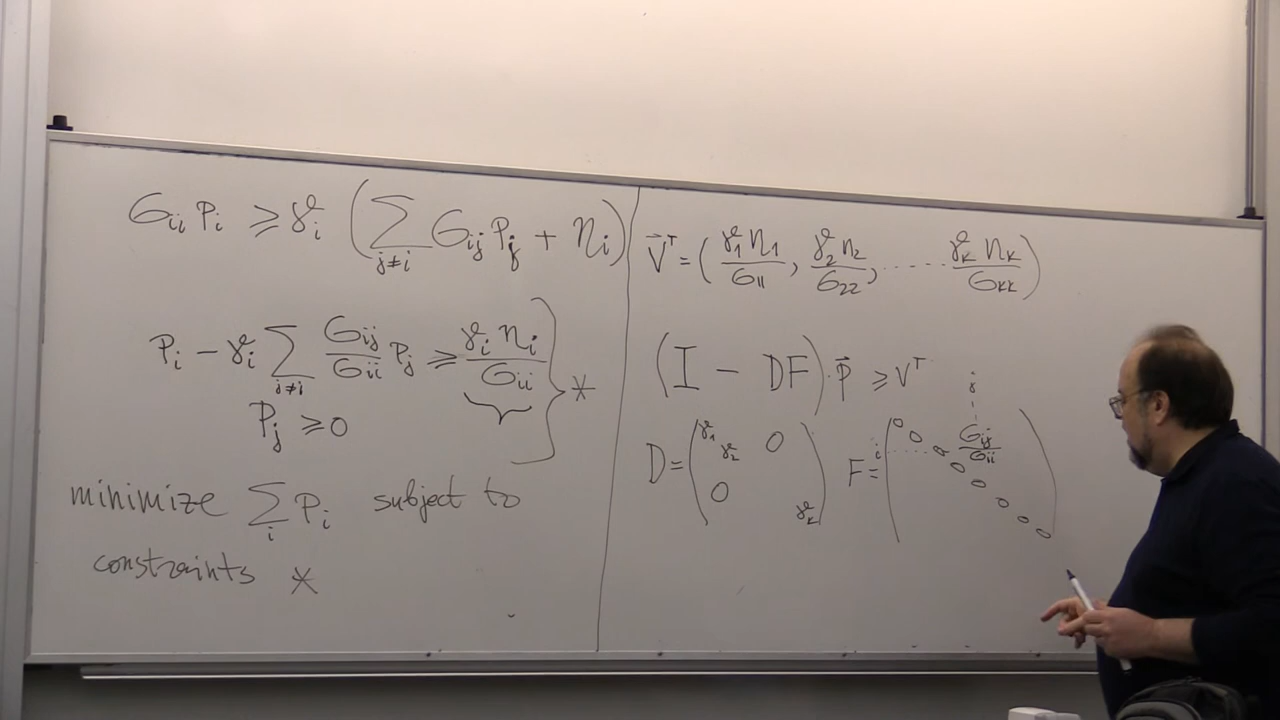 G_ii P_i ⩾ γ_i ( ∑_{j≠i} G_ij P_j + n_i )
P_i − γ_i ∑_{j≠i} G_ij/G_ii P_j ⩾ γ_i n_i/G_ii } *
P_j ⩾ 0
minimize ∑_i P_i subject to
constraints *
V⃗^T = ( γ_1 n_1/G_11, γ_2 n_2/G_22, ...... γ_K n_K/G_KK )
( I − DF ) · P⃗ ⩾ V^T
D = ( γ_1 γ_2 0 0 γ_K ) F = ( i j 0 0 0 G_ij/G_ii 0 0 0 0 0 )